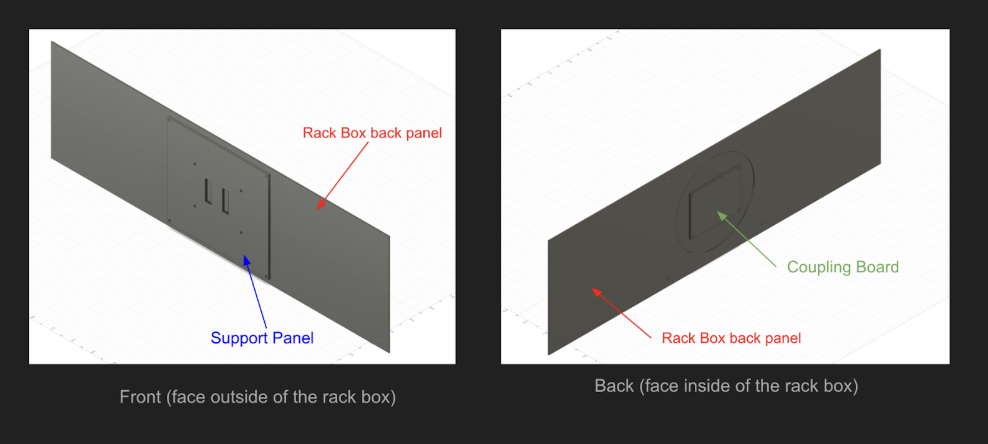 Rack Box back panel
Support Panel
Front (face outside of the rack box)
Coupling Board
Rack Box back panel
Back (face inside of the rack box)